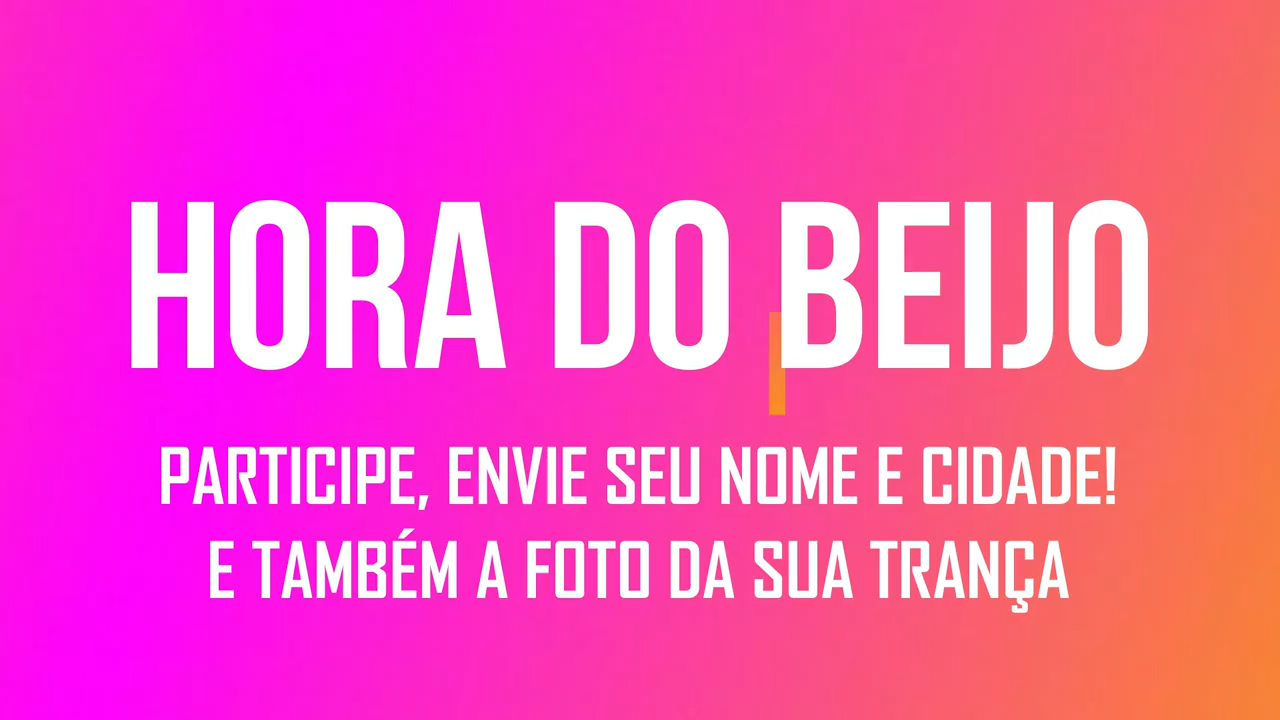 HORA DO BEIJO
PARTICIPE, ENVIE SEU NOME E CIDADE!
E TAMBÉM A FOTO DA SUA TRANÇA